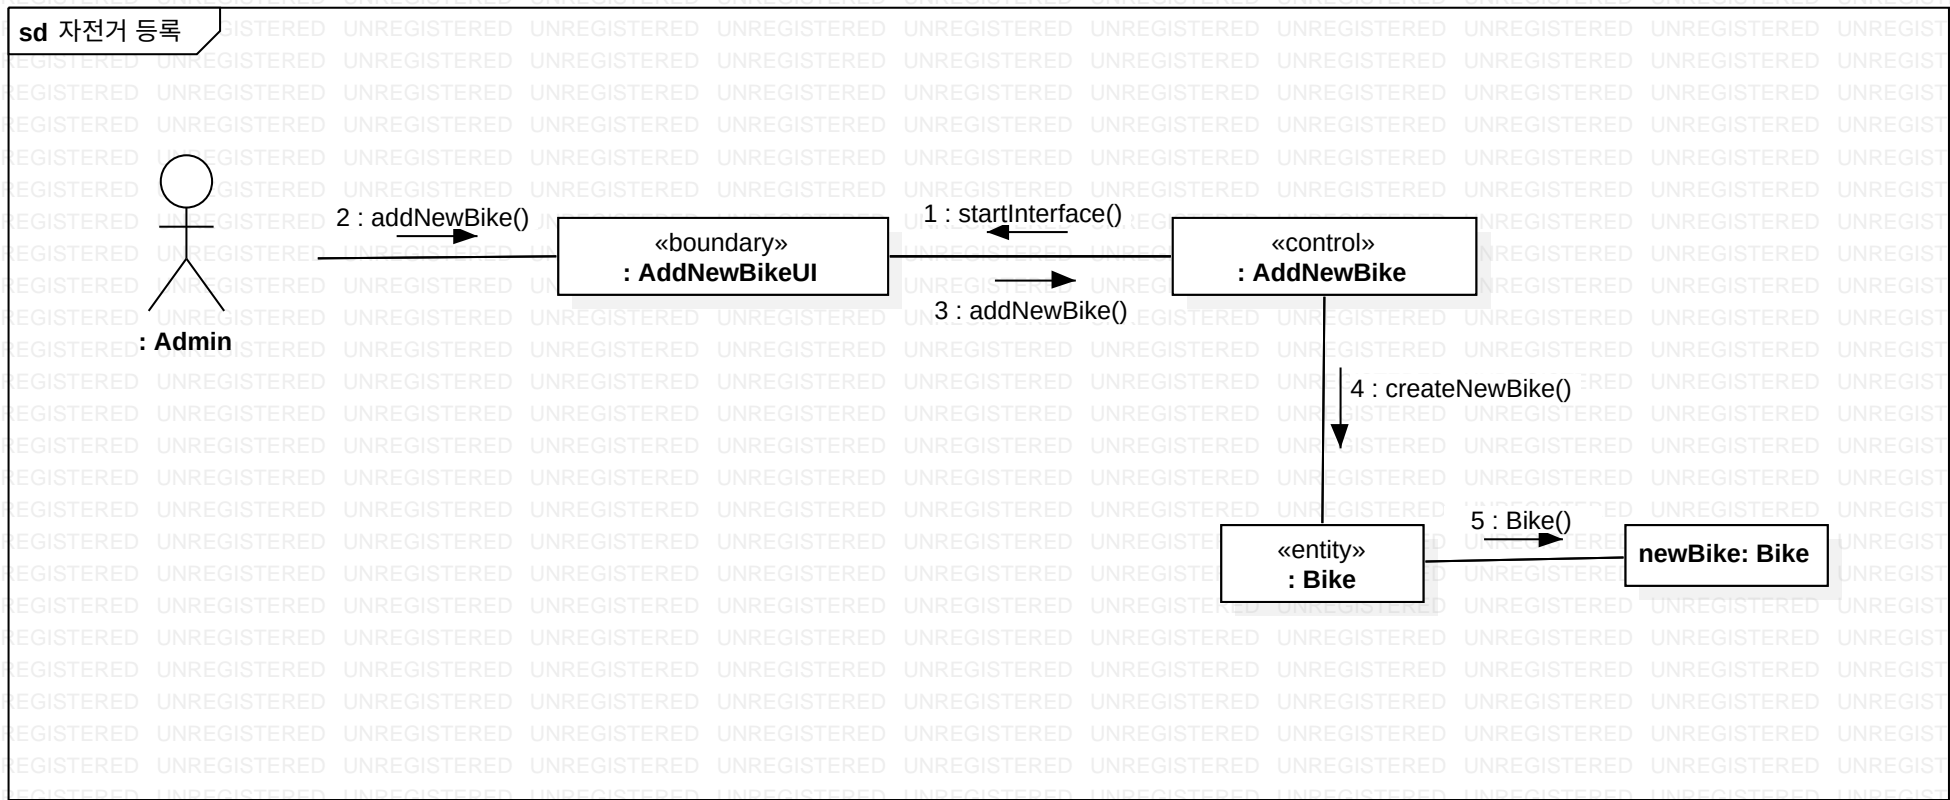 sd 자전거 등록
2 : addNewBike()
1 : startInterface()
«boundary»
: AddNewBikeUI
«control»
: AddNewBike
3 : addNewBike()
: Admin
4 : createNewBike()
5 : Bike()
«entity»
: Bike
newBike: Bike
UNREGISTERED